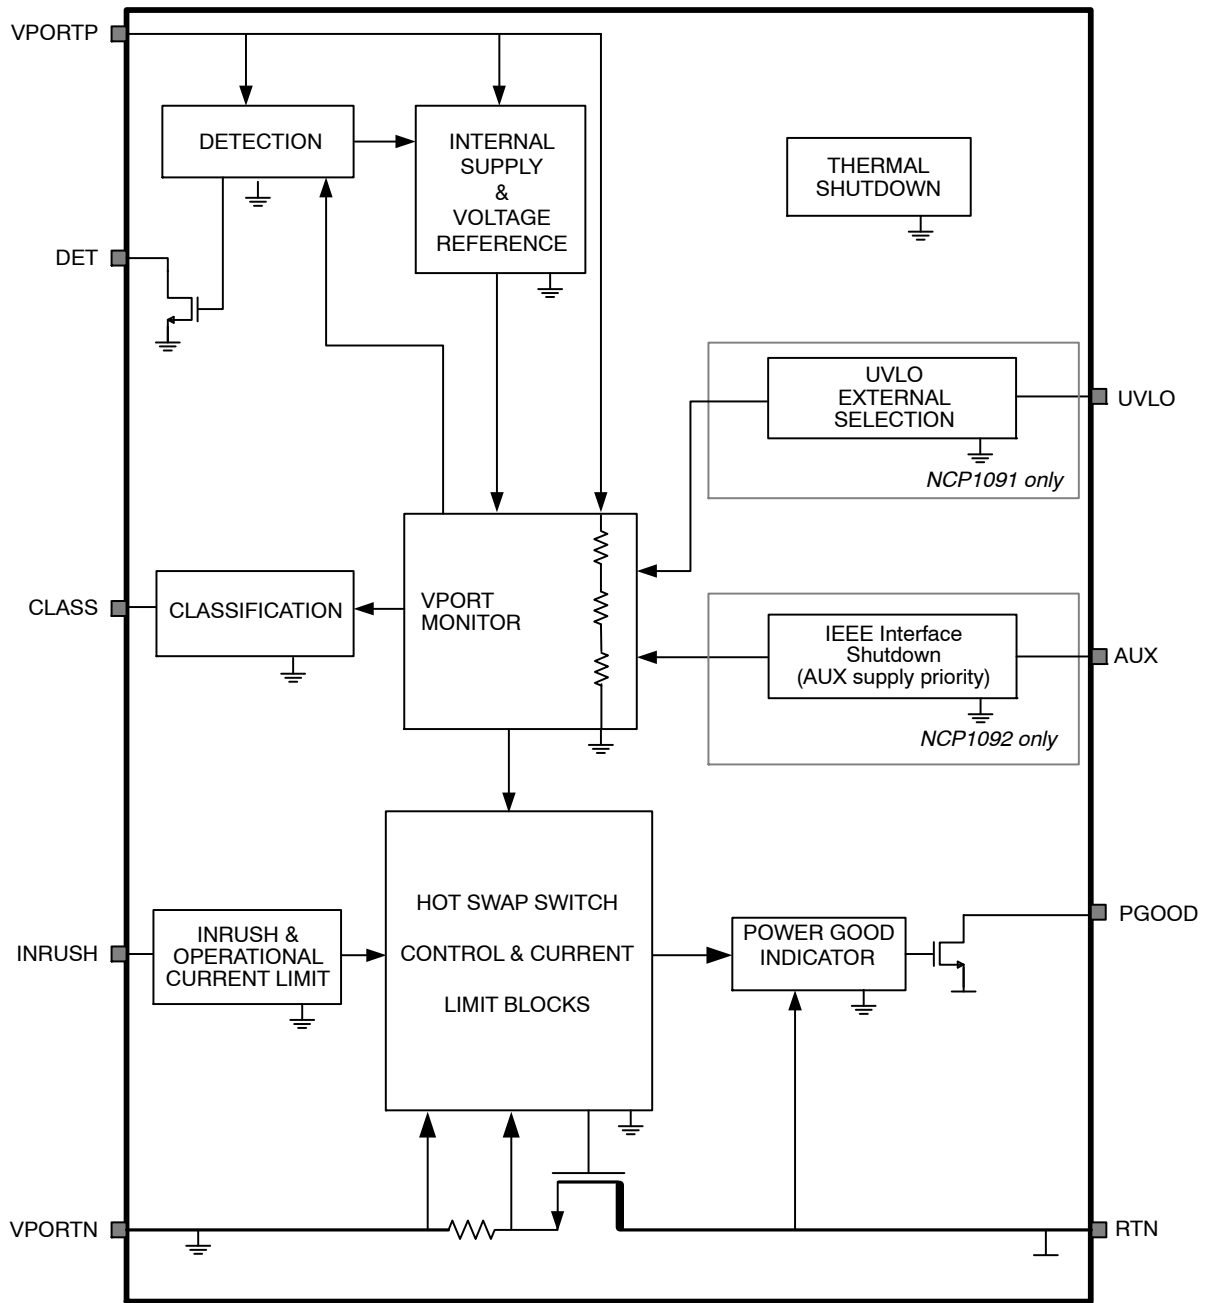 VPORTP
DETECTION
INTERNAL
SUPPLY
&
VOLTAGE
REFERENCE
THERMAL
SHUTDOWN
DET
UVLO
EXTERNAL
SELECTION
UVLO
NCP1091 only
CLASS
CLASSIFICATION
VPORT
MONITOR
IEEE Interface
Shutdown
(AUX supply priority)
AUX
NCP1092 only
INRUSH
INRUSH &
OPERATIONAL
CURRENT LIMIT
HOT SWAP SWITCH
CONTROL & CURRENT
LIMIT BLOCKS
POWER GOOD
INDICATOR
PGOOD
VPORTN
RTN